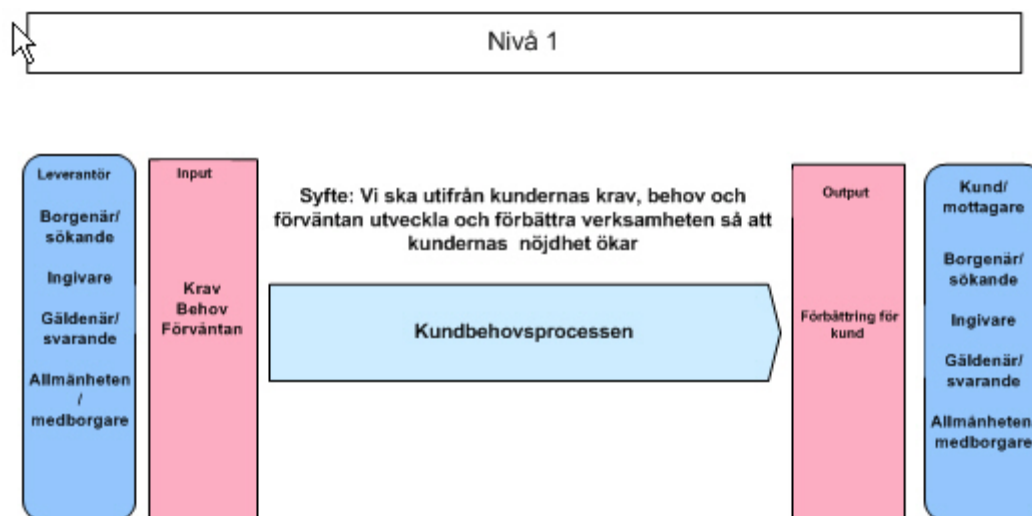 Nivå 1
Leverantör
Borgenär/
sökande
Ingivare
Gäldenär/
svarande
Allmänheten
/
medborgare
Input
Krav
Behov
Förväntan
Syfte: Vi ska utifrån kundernas krav, behov och
förväntan utveckla och förbättra verksamheten så att
kundernas nöjdhet ökar
Kundbehovsprocessen
Output
Förbättring för
kund
Kund/
mottagare
Borgenär/
sökande
Ingivare
Gäldenär/
svarande
Allmänheten
medborgare